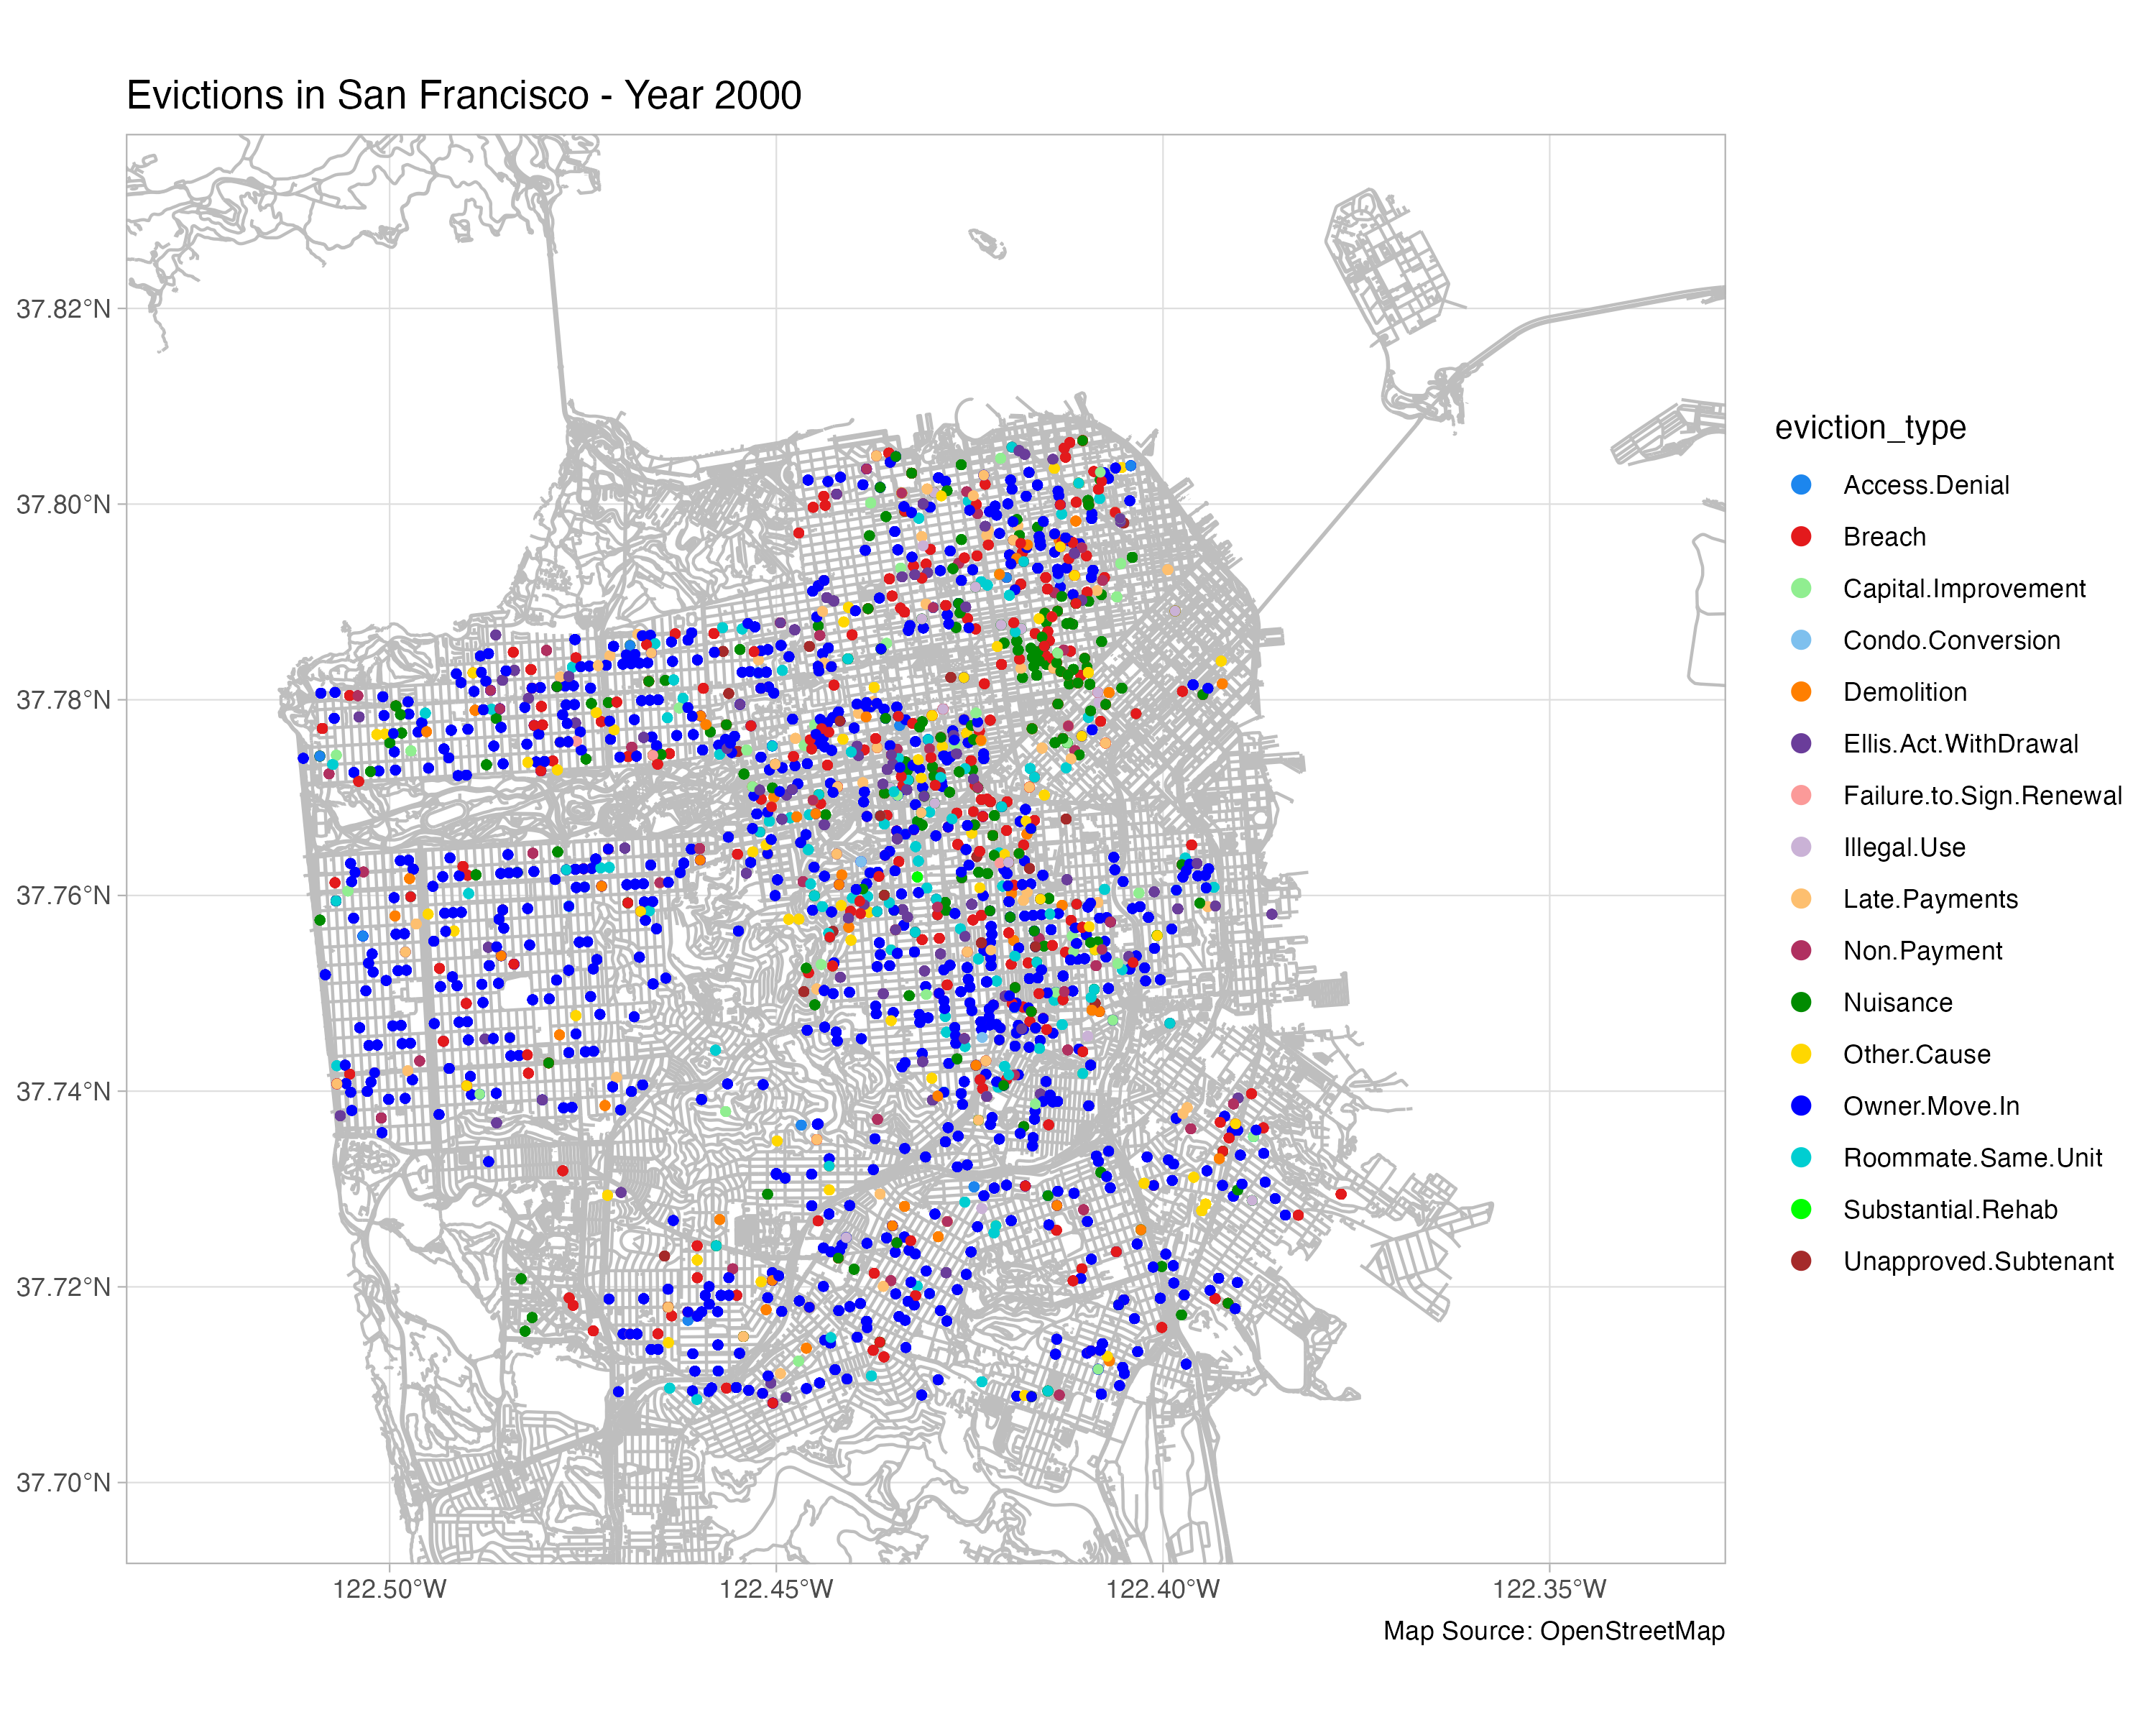 Evictions in San Francisco - Year 2000
37.82°N
37.80°N
37.78°N
37.76°N
37.74°N
37.72°N
37.70°N
122.50°W
122.45°W
122.40°W
122.35°W
Map Source: OpenStreetMap
eviction_type
Access.Denial
Breach
Capital.Improvement
Condo.Conversion
Demolition
Ellis.Act.WithDrawal
Failure.to.Sign.Renewal
Illegal.Use
Late.Payments
Non.Payment
Nuisance
Other.Cause
Owner.Move.In
Roommate.Same.Unit
Substantial.Rehab
Unapproved.Subtenant